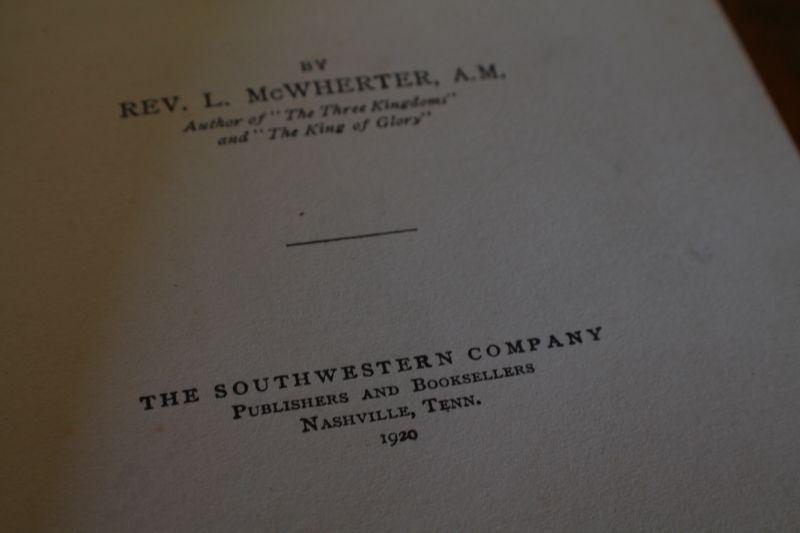 BY
REV. L. McWHERTER, A.M.
Author of "The Three Kingdoms"
and "The King of Glory"
THE SOUTHWESTERN COMPANY
PUBLISHERS AND BOOKSELLERS
NASHVILLE, TENN.
1920